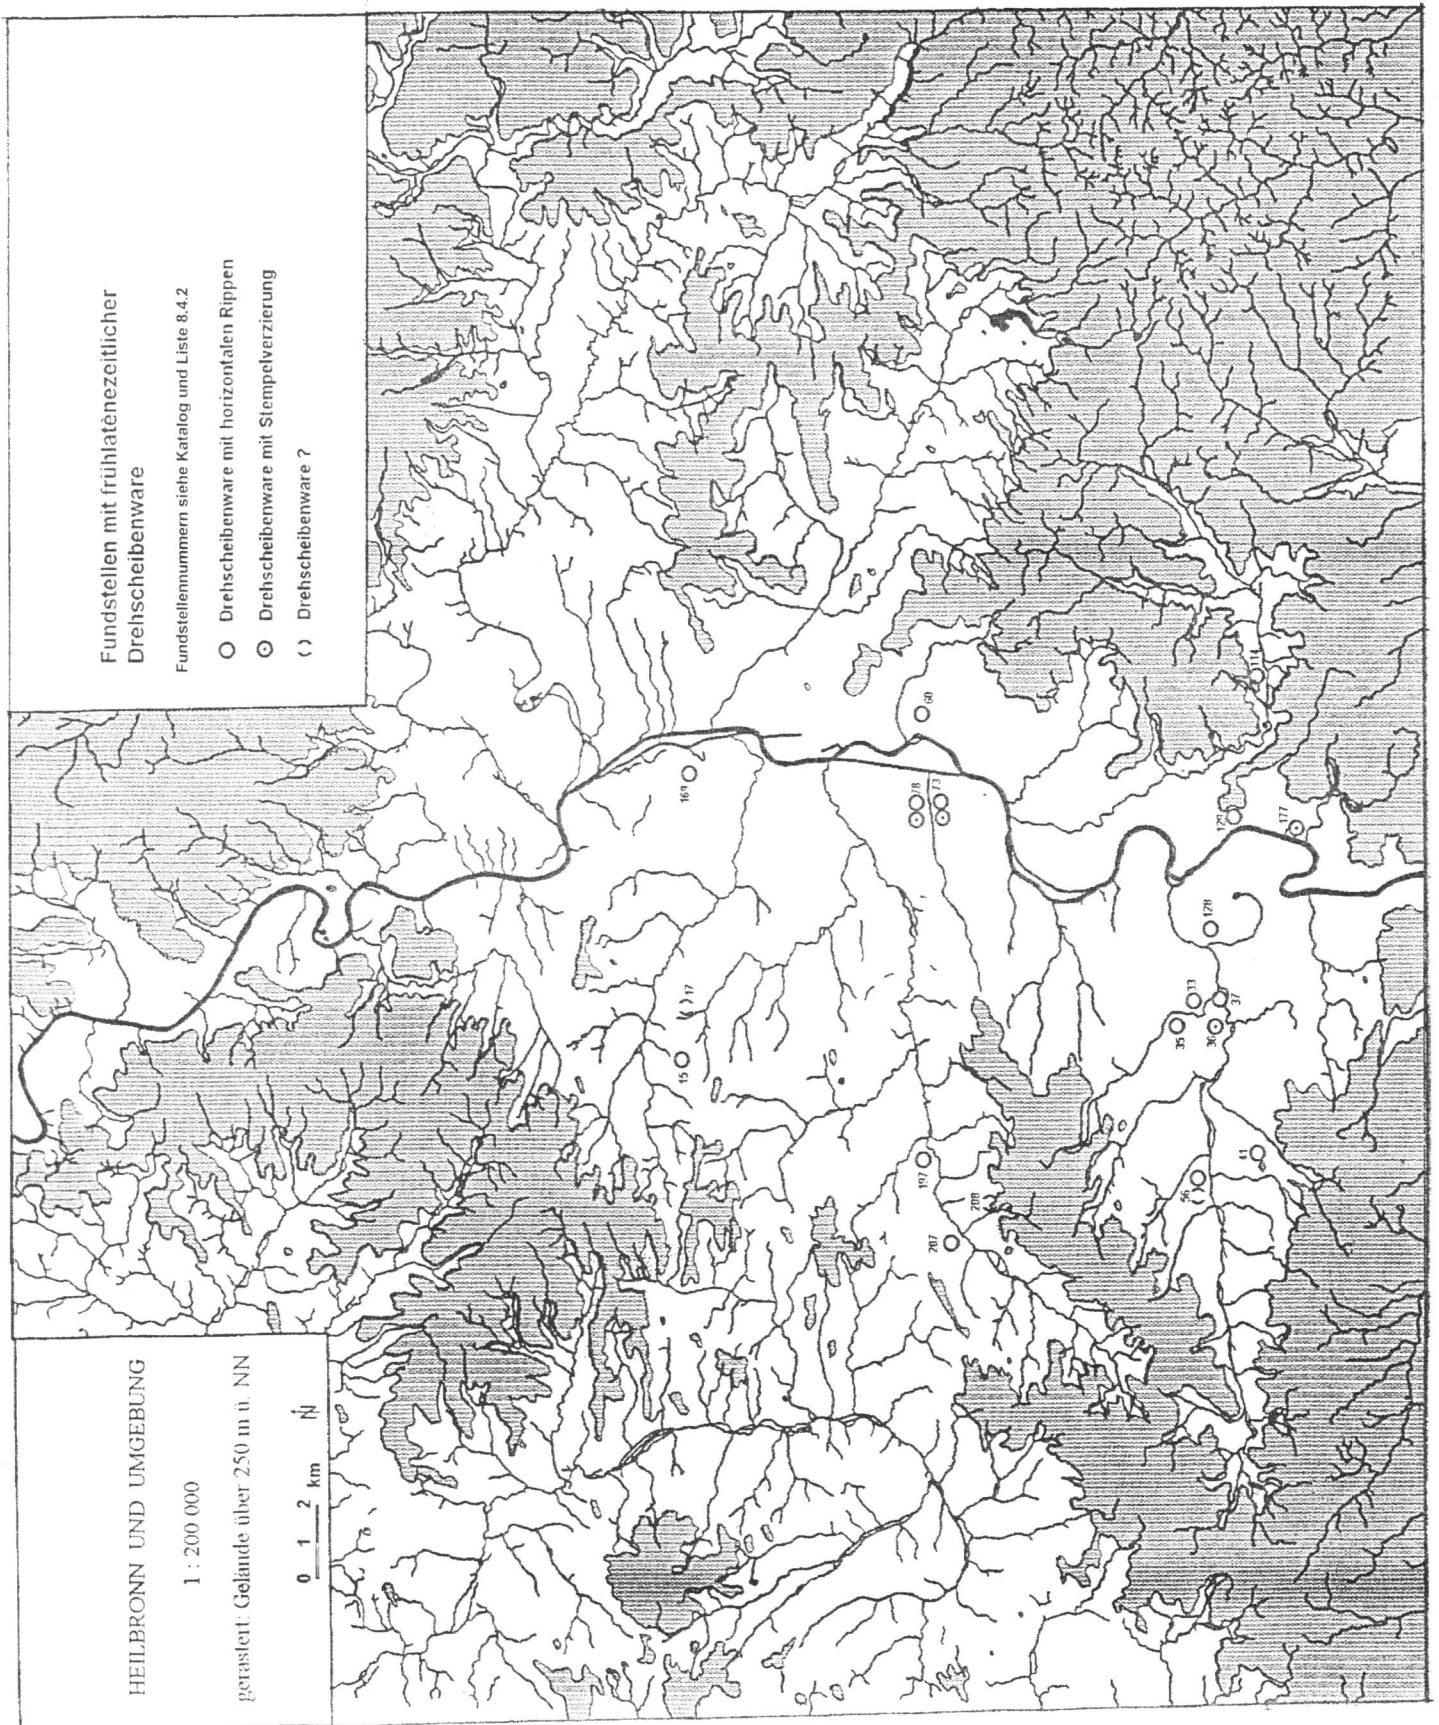 Fundstellen mit frühlatènezeitlicher
Drehscheibenware
Fundstellennummern siehe Katalog und Liste 8.4.2
Drehscheibenware mit horizontalen Rippen
Drehscheibenware mit Stempelverzierung
( ) Drehscheibenware ?
HEILBRONN UND UMGEBUNG
1 : 200 000
gerastert: Gelände über 250 m ü. NN
0 1 2
km
N
169
17
15
60
78
73
197
207
208
114
129
177
128
33
35
36
37
56
41